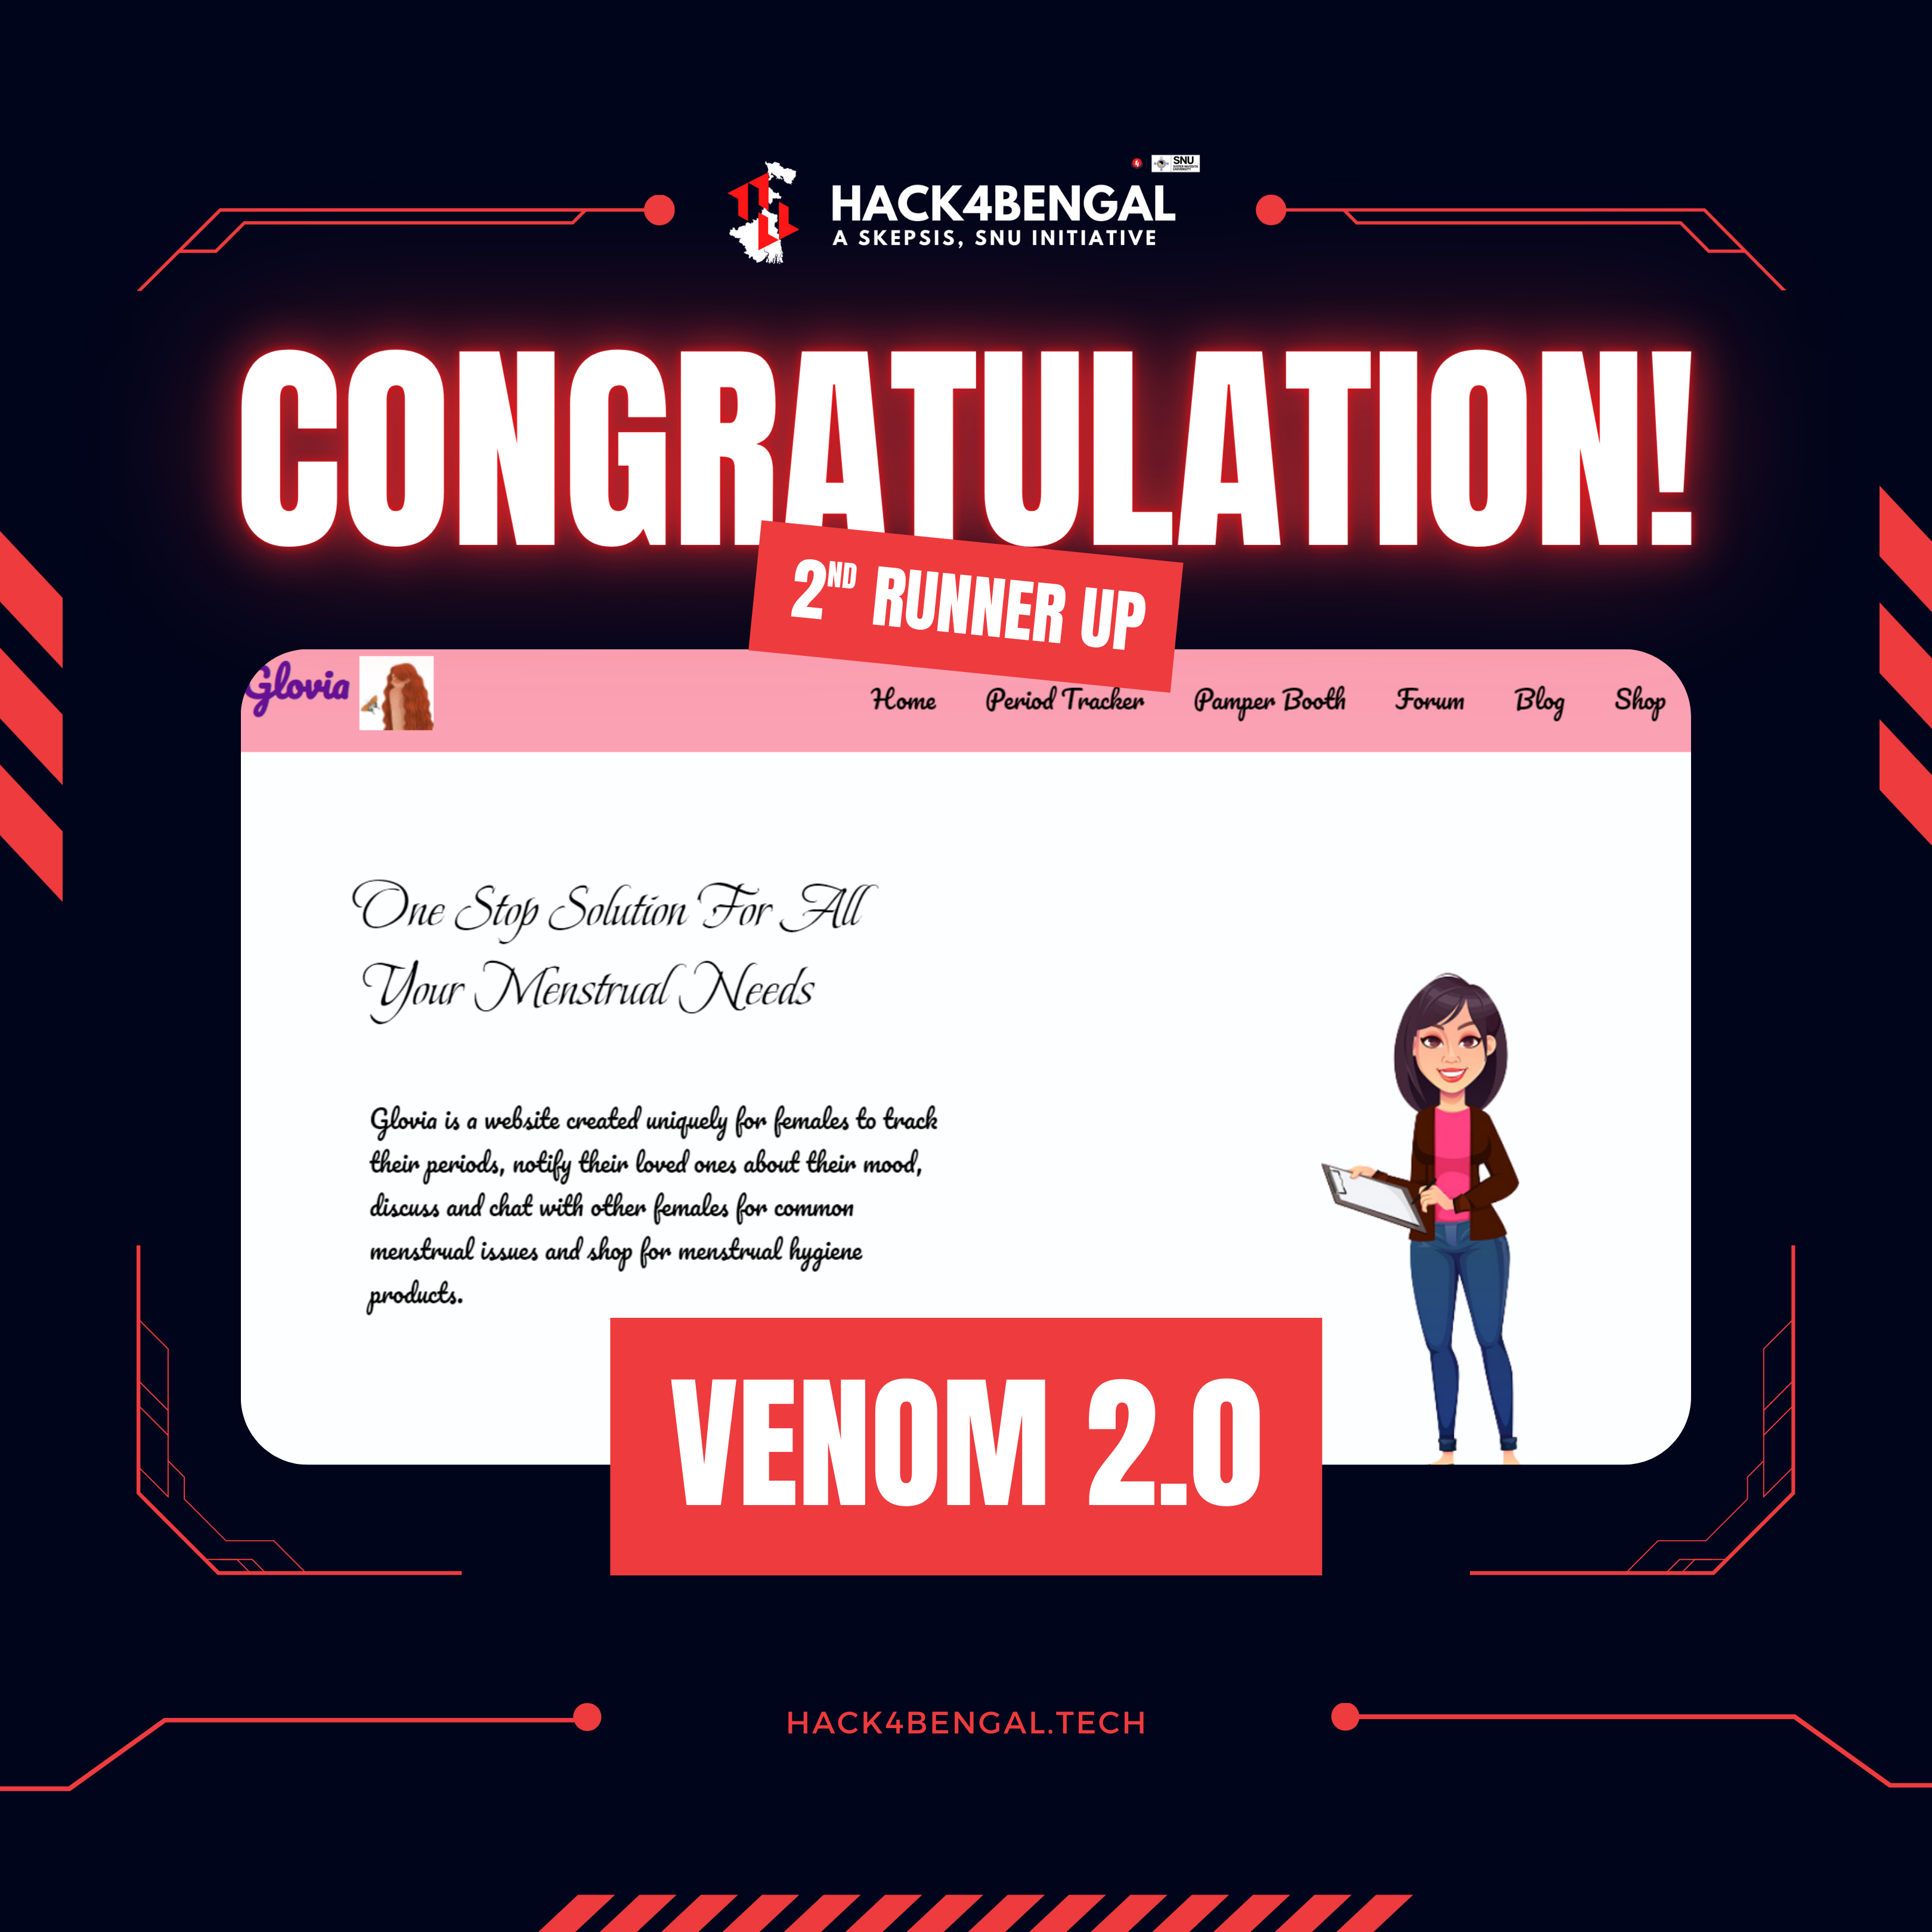 SNU
HACK4BENGAL
A SKEPSIS, SNU INITIATIVE
CONGRATULATION!
2ND RUNNER UP
Glovia
Home Period Tracker Pamper Booth Forum Blog Shop
One Stop Solution For All
Your Menstrual Needs
Glovia is a website created uniquely for females to track
their periods, notify their loved ones about their mood,
discuss and chat with other females for common
menstrual issues and shop for menstrual hygiene
products.
VENOM 2.0
HACK4BENGAL.TECH